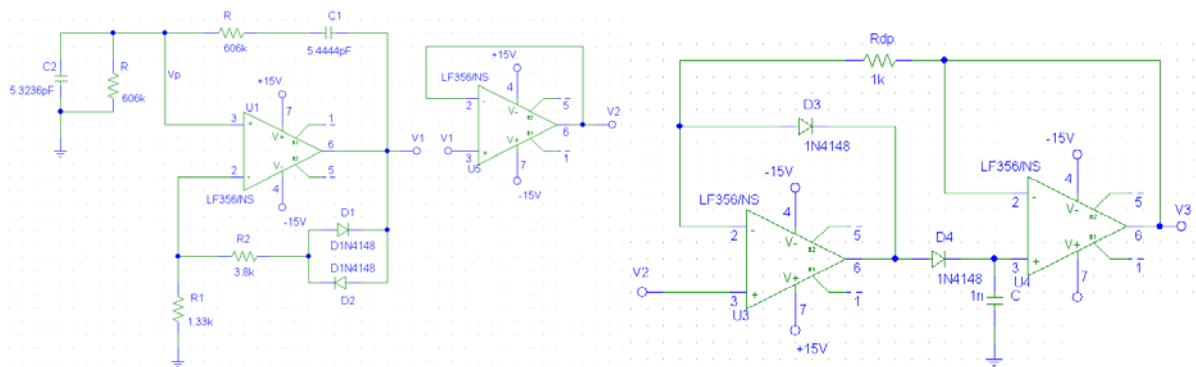 R
C1
606k
5.4444pF
C2
5.3236pF
R
606k
Vp
+15V
U1
7
3
+
V+
1
6
V1
2
-
V-
5
4
LF356/NS
-15V
D1
D1N4148
R2
3.8k
D1N4148
D2
R1
1.33k
+15V
LF356/NS
4
5
2
-
V-
6
V2
V1
3
+
V+
1
U5
7
-15V
Rdp
1k
D3
1N4148
-15V
LF356/NS
4
2
-
V-
5
6
V2
3
+
V+
1
U3
7
+15V
D4
1N4148
1n
C
-15V
LF356/NS
4
2
-
V-
5
V3
6
3
+
V+
1
U4
7